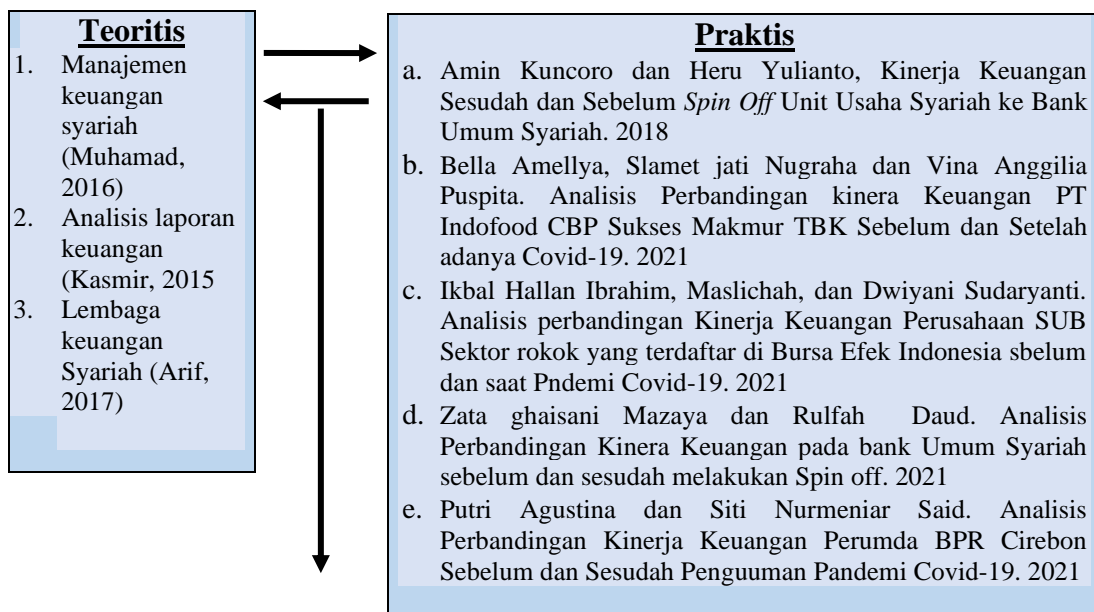 Teoritis
1. Manajemen
keuangan
syariah
(Muhamad,
2016)
2. Analisis laporan
keuangan
(Kasmir, 2015
3. Lembaga
keuangan
Syariah (Arif,
2017)
Praktis
a. Amin Kuncoro dan Heru Yulianto, Kinerja Keuangan
Sesudah dan Sebelum Spin Off Unit Usaha Syariah ke Bank
Umum Syariah. 2018
b. Bella Amellya, Slamet jati Nugraha dan Vina Anggilia
Puspita. Analisis Perbandingan kinera Keuangan PT
Indofood CBP Sukses Makmur TBK Sebelum dan Setelah
adanya Covid-19. 2021
c. Ikbal Hallan Ibrahim, Maslichah, dan Dwiyani Sudaryanti.
Analisis perbandingan Kinerja Keuangan Perusahaan SUB
Sektor rokok yang terdaftar di Bursa Efek Indonesia sbelum
dan saat Pndemi Covid-19. 2021
d. Zata ghaisani Mazaya dan Rulfah Daud. Analisis
Perbandingan Kinera Keuangan pada bank Umum Syariah
sebelum dan sesudah melakukan Spin off. 2021
e. Putri Agustina dan Siti Nurmeniar Said. Analisis
Perbandingan Kinerja Keuangan Perumda BPR Cirebon
Sebelum dan Sesudah Penguuman Pandemi Covid-19. 2021